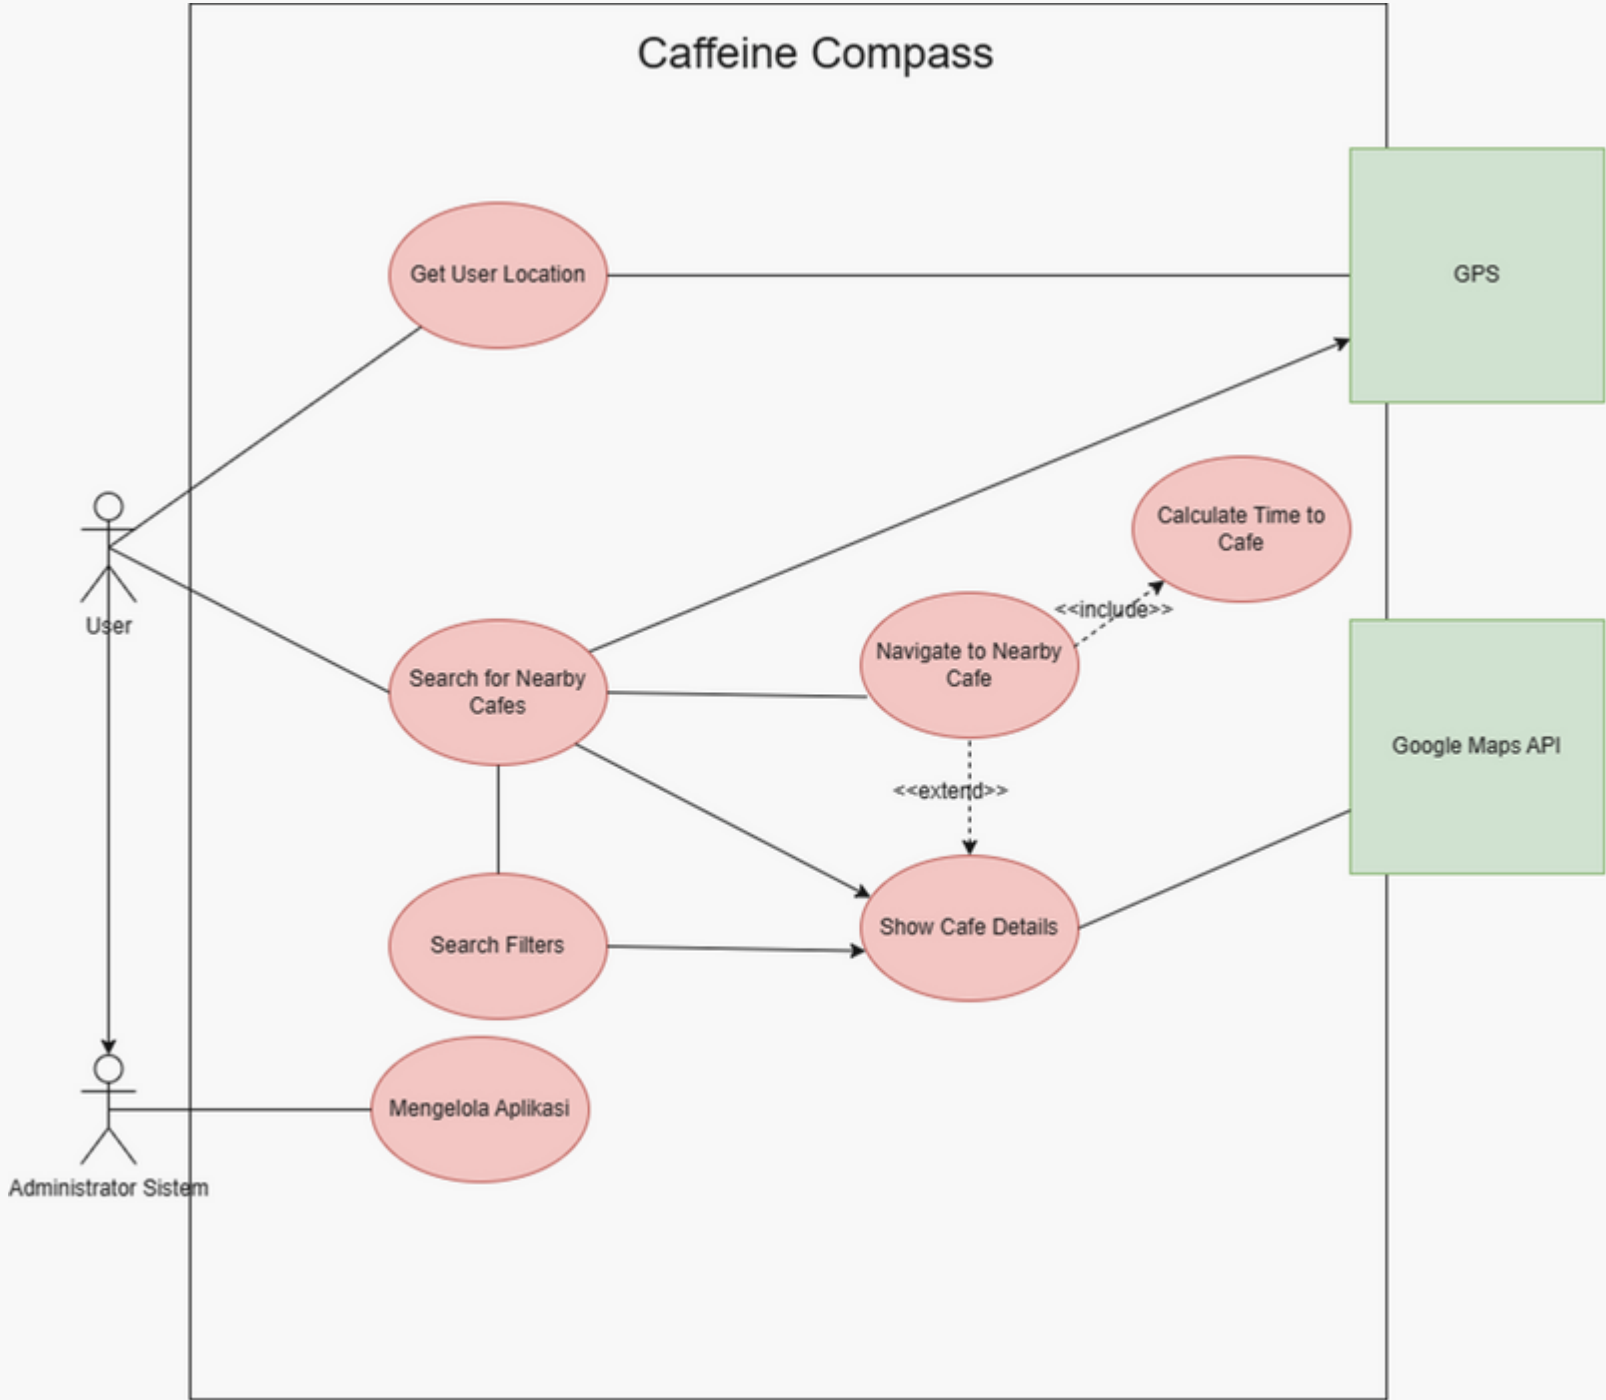 Caffeine Compass
Get User Location
GPS
Calculate Time to
Cafe
<<include>>
User
Navigate to Nearby
Cafe
Search for Nearby
Cafes
Google Maps API
<<extend>>
Show Cafe Details
Search Filters
Mengelola Aplikasi
Administrator Sistem